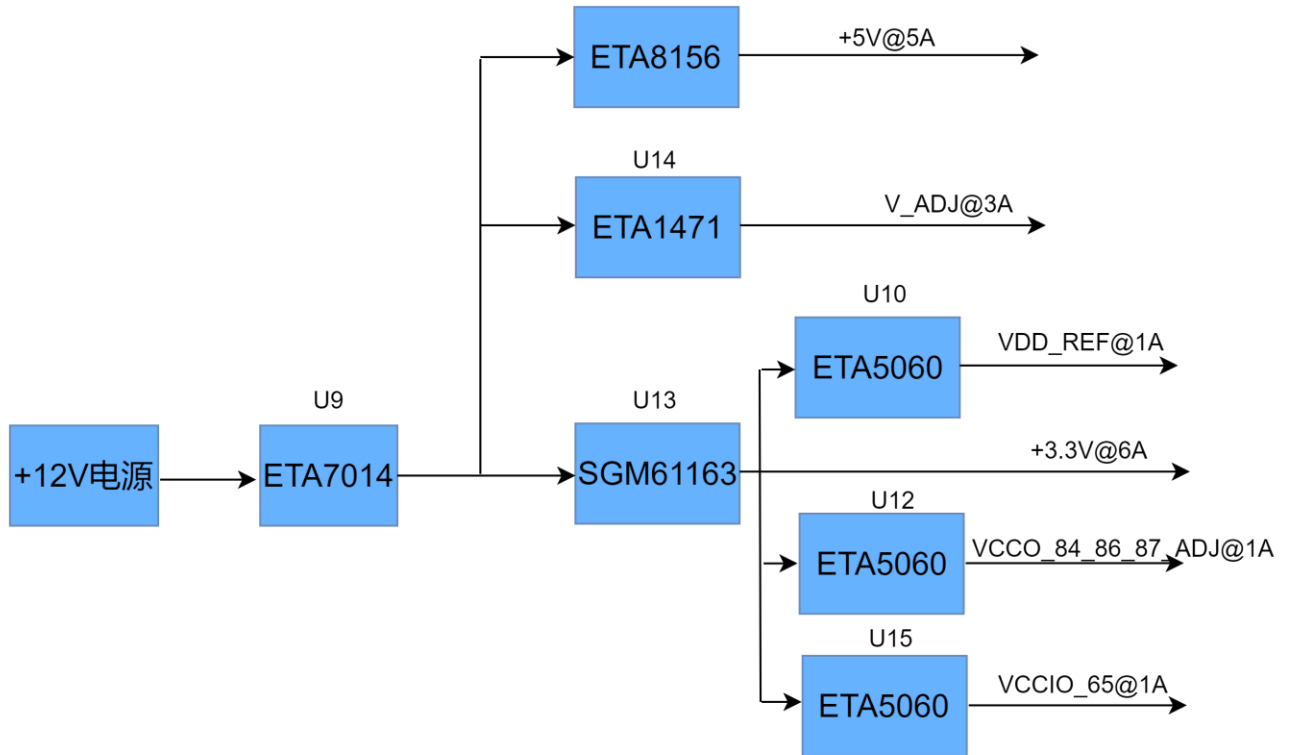 ETA8156
+5V@5A
U14
ETA1471
V_ADJ@3A
U10
ETA5060
VDD_REF@1A
U9
U13
+12V电源
ETA7014
SGM61163
+3.3V@6A
U12
ETA5060
VCCO_84_86_87_ADJ@1A
U15
ETA5060
VCCIO_65@1A